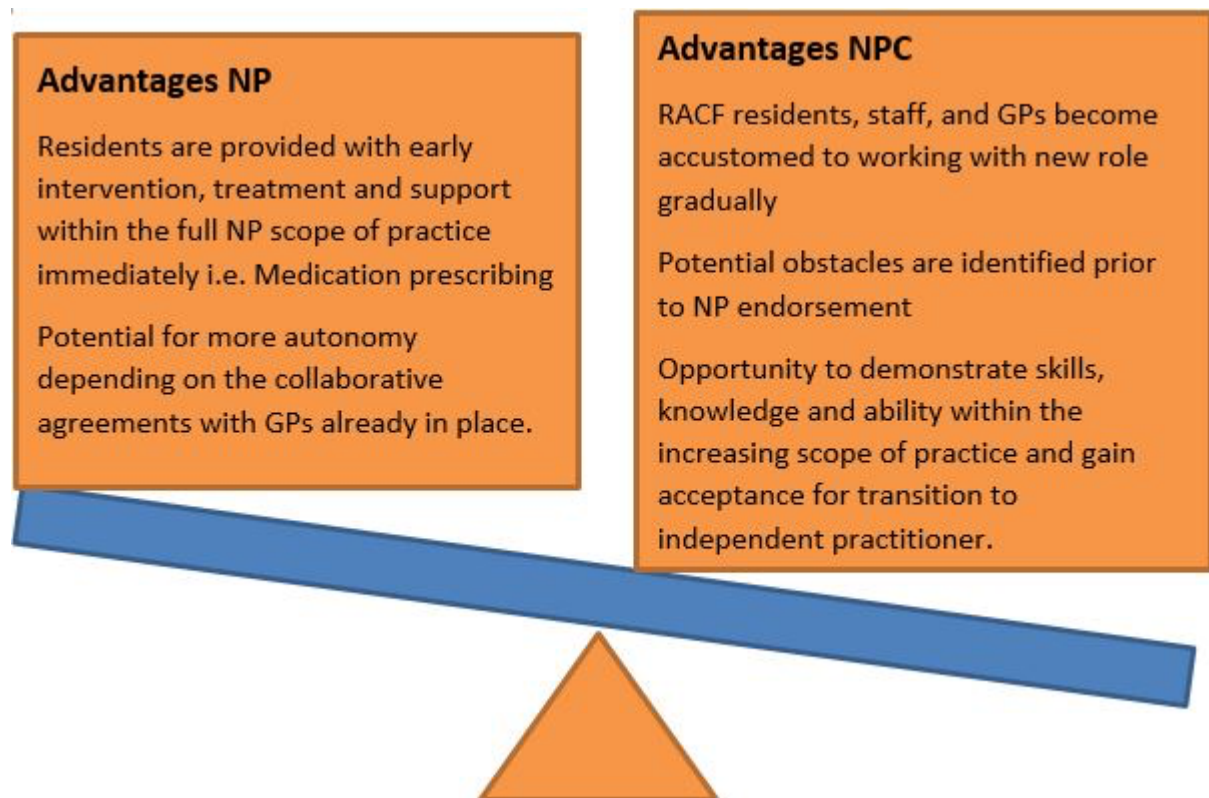 Advantages NP
Residents are provided with early
intervention, treatment and support
within the full NP scope of practice
immediately i.e. Medication prescribing
Potential for more autonomy
depending on the collaborative
agreements with GPs already in place.
Advantages NPC
RACF residents, staff, and GPs become
accustomed to working with new role
gradually
Potential obstacles are identified prior
to NP endorsement
Opportunity to demonstrate skills,
knowledge and ability within the
increasing scope of practice and gain
acceptance for transition to
independent practitioner.